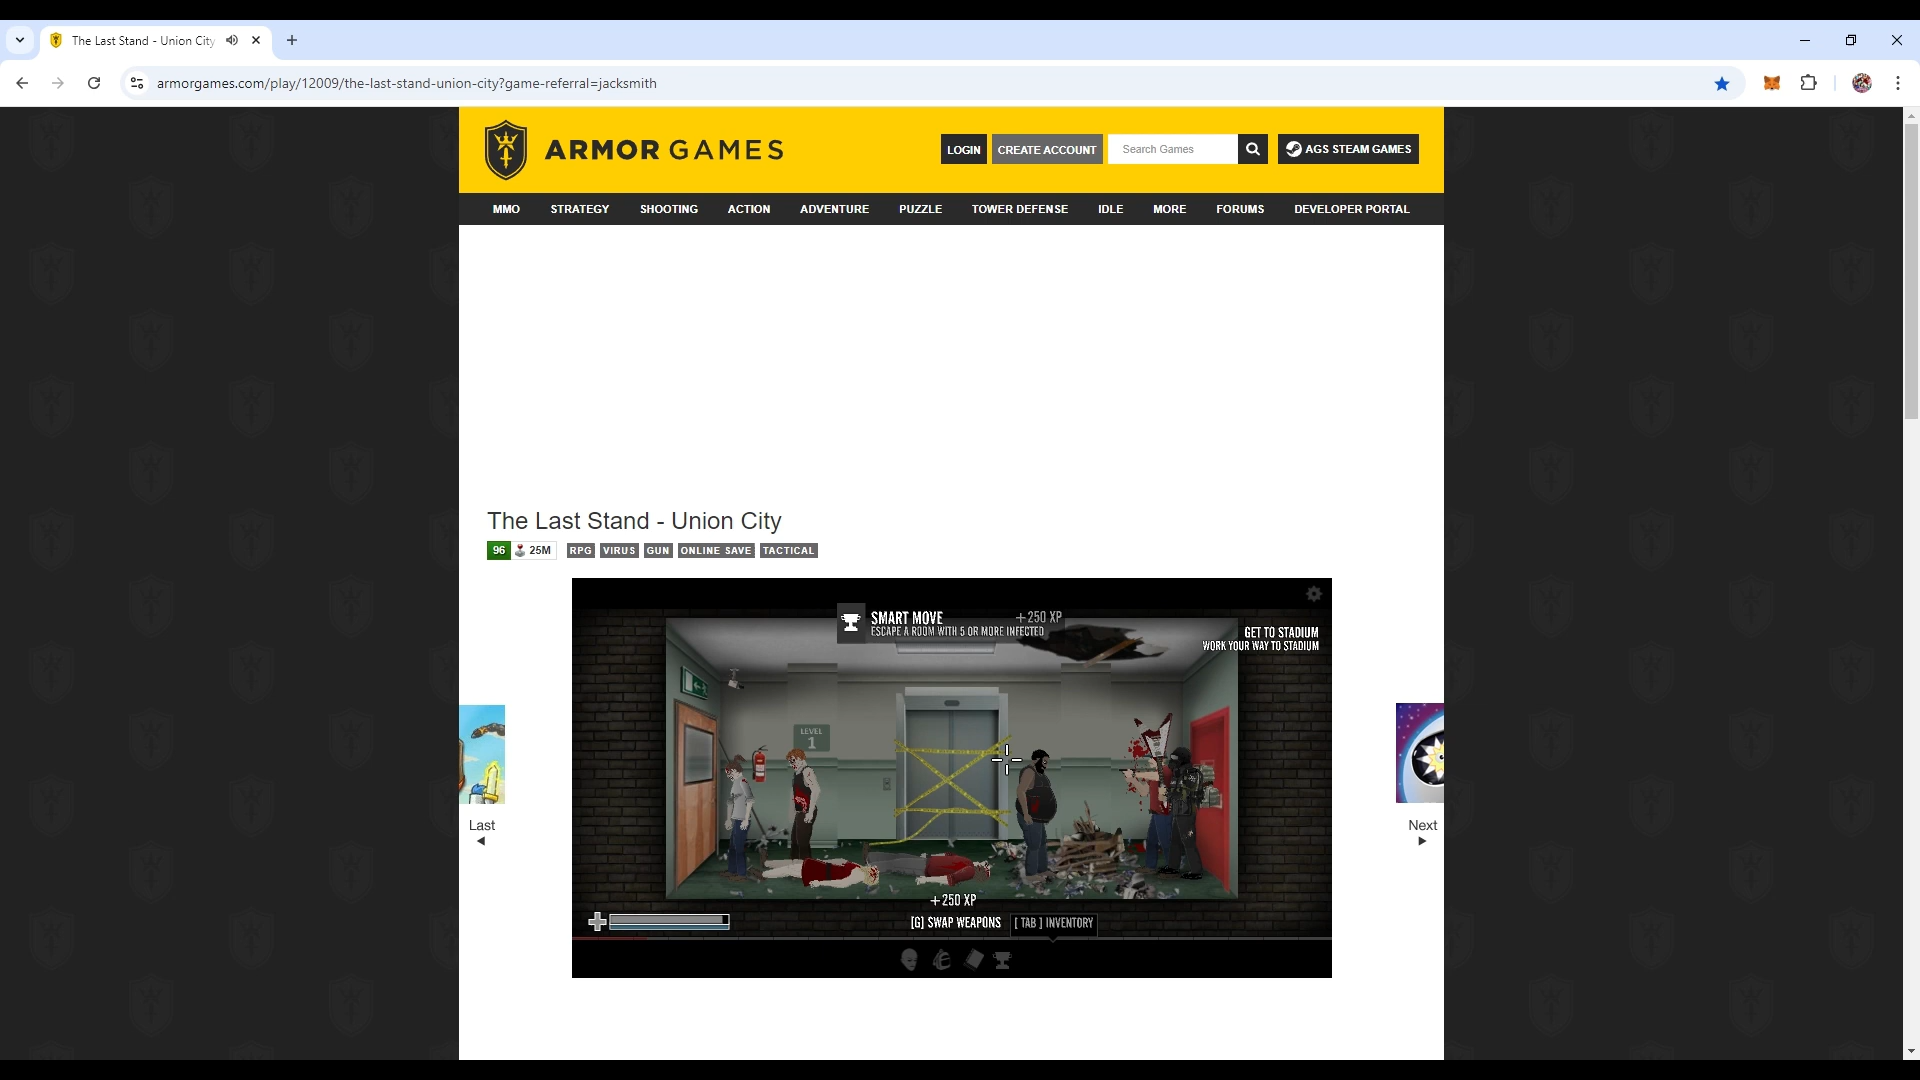 The Last Stand - Union City
armorgames.com/play/12009/the-last-stand-union-city?game-referral=jacksmith
ARMOR GAMES
LOGIN
CREATE ACCOUNT
Search Games
AGS STEAM GAMES
MMO
STRATEGY
SHOOTING
ACTION
ADVENTURE
PUZZLE
TOWER DEFENSE
IDLE
MORE
FORUMS
DEVELOPER PORTAL
The Last Stand - Union City
96
25M
RPG
VIRUS
GUN
ONLINE SAVE
TACTICAL
SMART MOVE
+250 XP
ESCAPE A ROOM WITH 5 OR MORE INFECTED
GET TO STADIUM
WORK YOUR WAY TO STADIUM
LEVEL
1
Last
Next
+250 XP
[G] SWAP WEAPONS
[ TAB ] INVENTORY